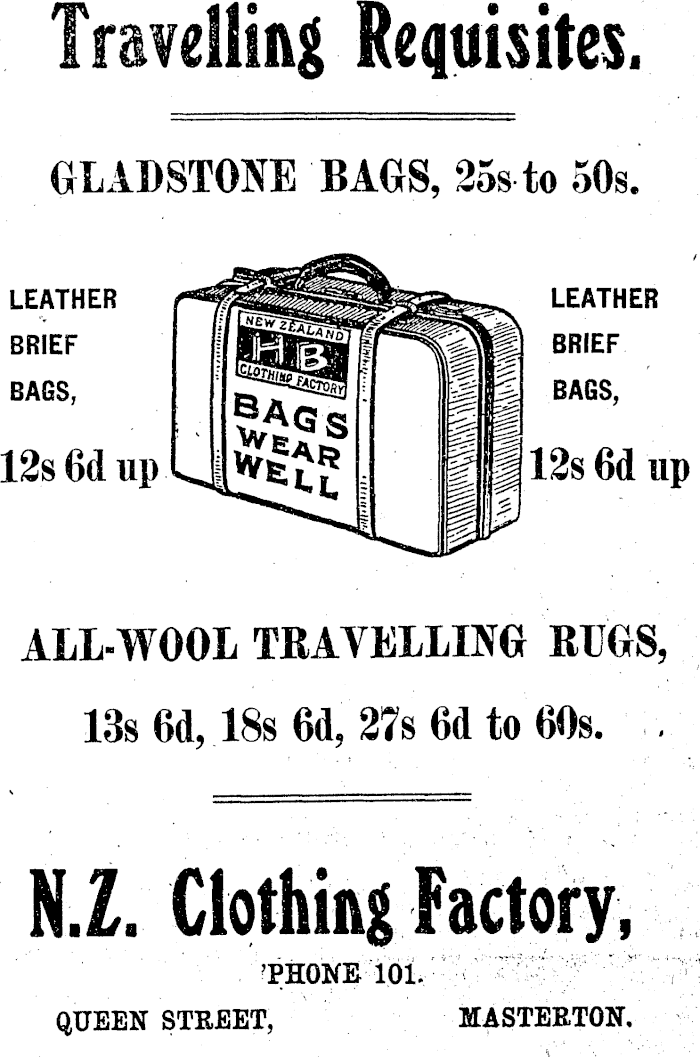 Travelling Requisites.
GLADSTONE BAGS, 25s to 50s.
LEATHER
BRIEF
BAGS,
12s 6d up
NEW ZEALAND
HB
CLOTHING FACTORY
BAGS
WEAR
WELL
LEATHER
BRIEF
BAGS,
12s 6d up
ALL-WOOL TRAVELLING RUGS,
13s 6d, 18s 6d, 27s 6d to 60s.
N.Z. Clothing Factory,
'PHONE 101.
QUEEN STREET, MASTERTON.